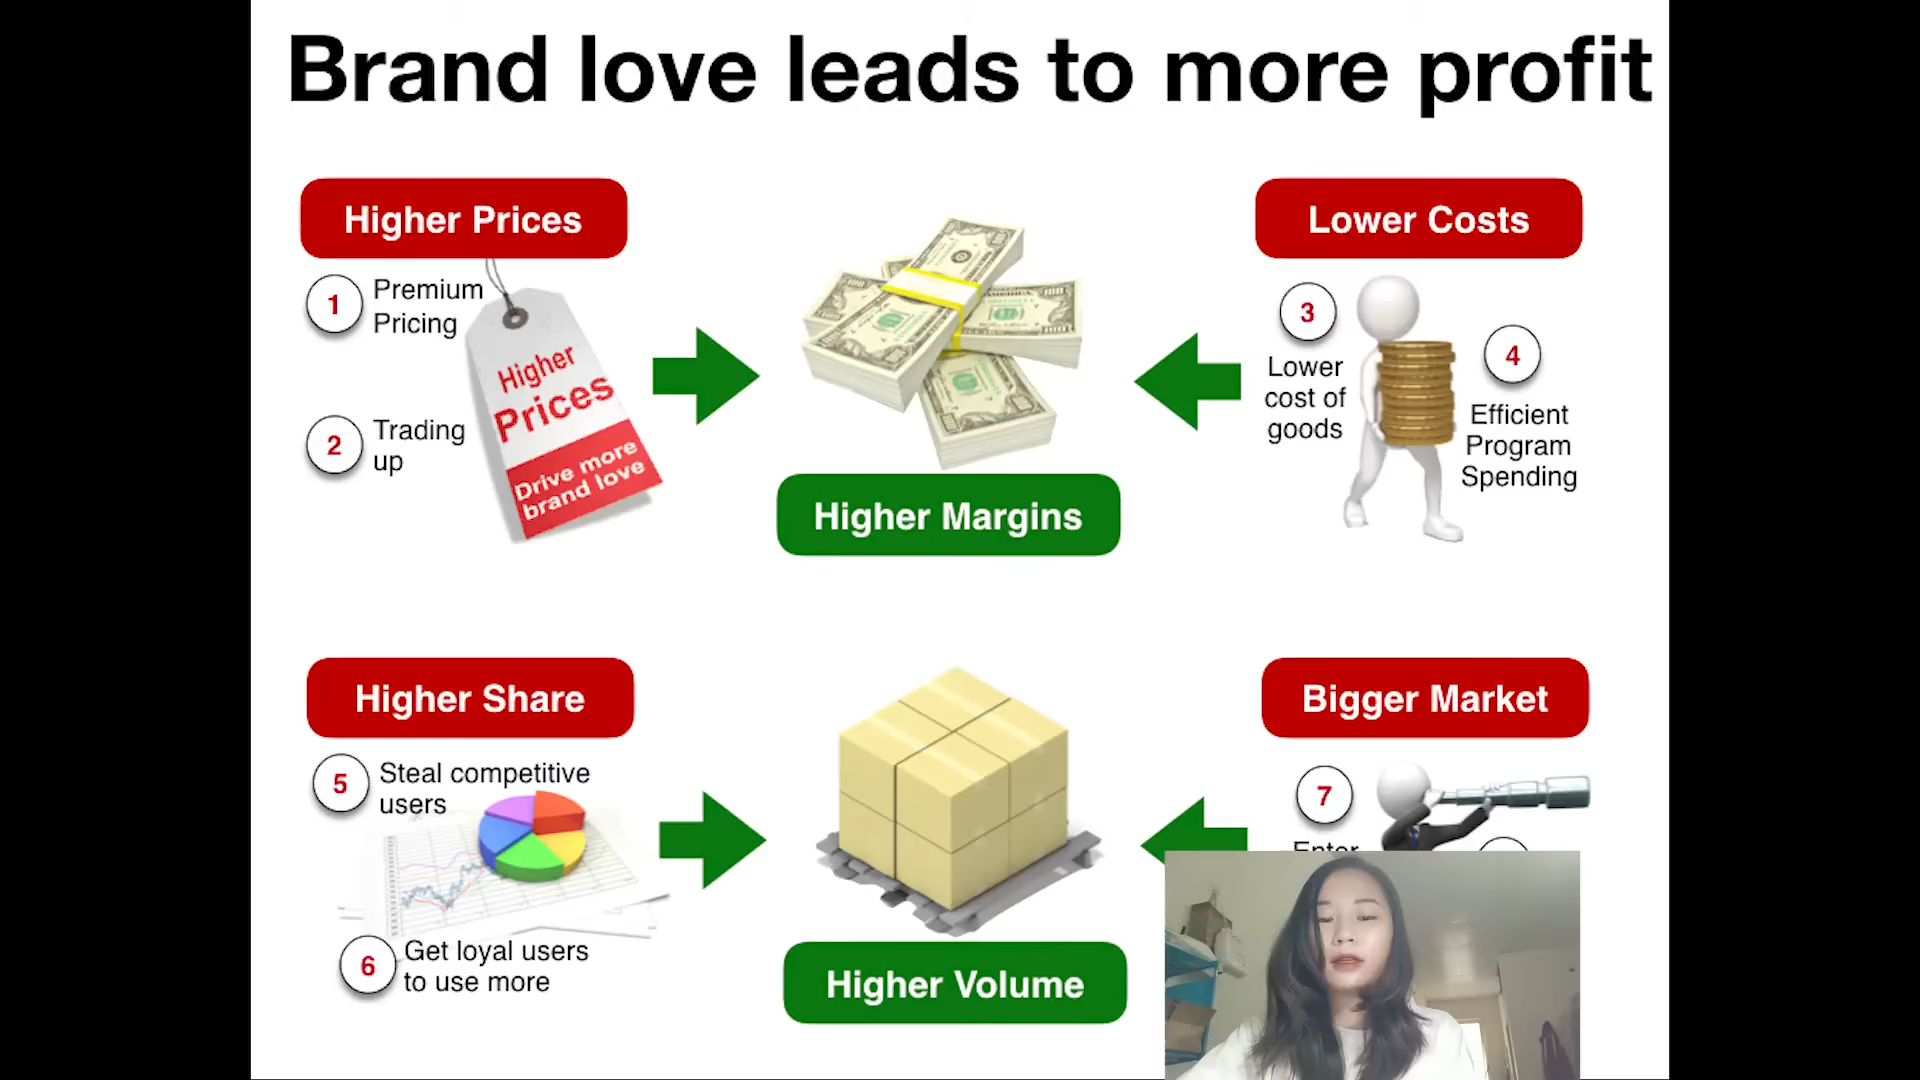 Brand love leads to more profit
Higher Prices
1
Premium
Pricing
2
Trading
up
Higher
Prices
Drive more
brand love
Higher Margins
Lower Costs
3
Lower
cost of
goods
4
Efficient
Program
Spending
Higher Share
5
Steal competitive
users
6
Get loyal users
to use more
Higher Volume
Bigger Market
7
Enter